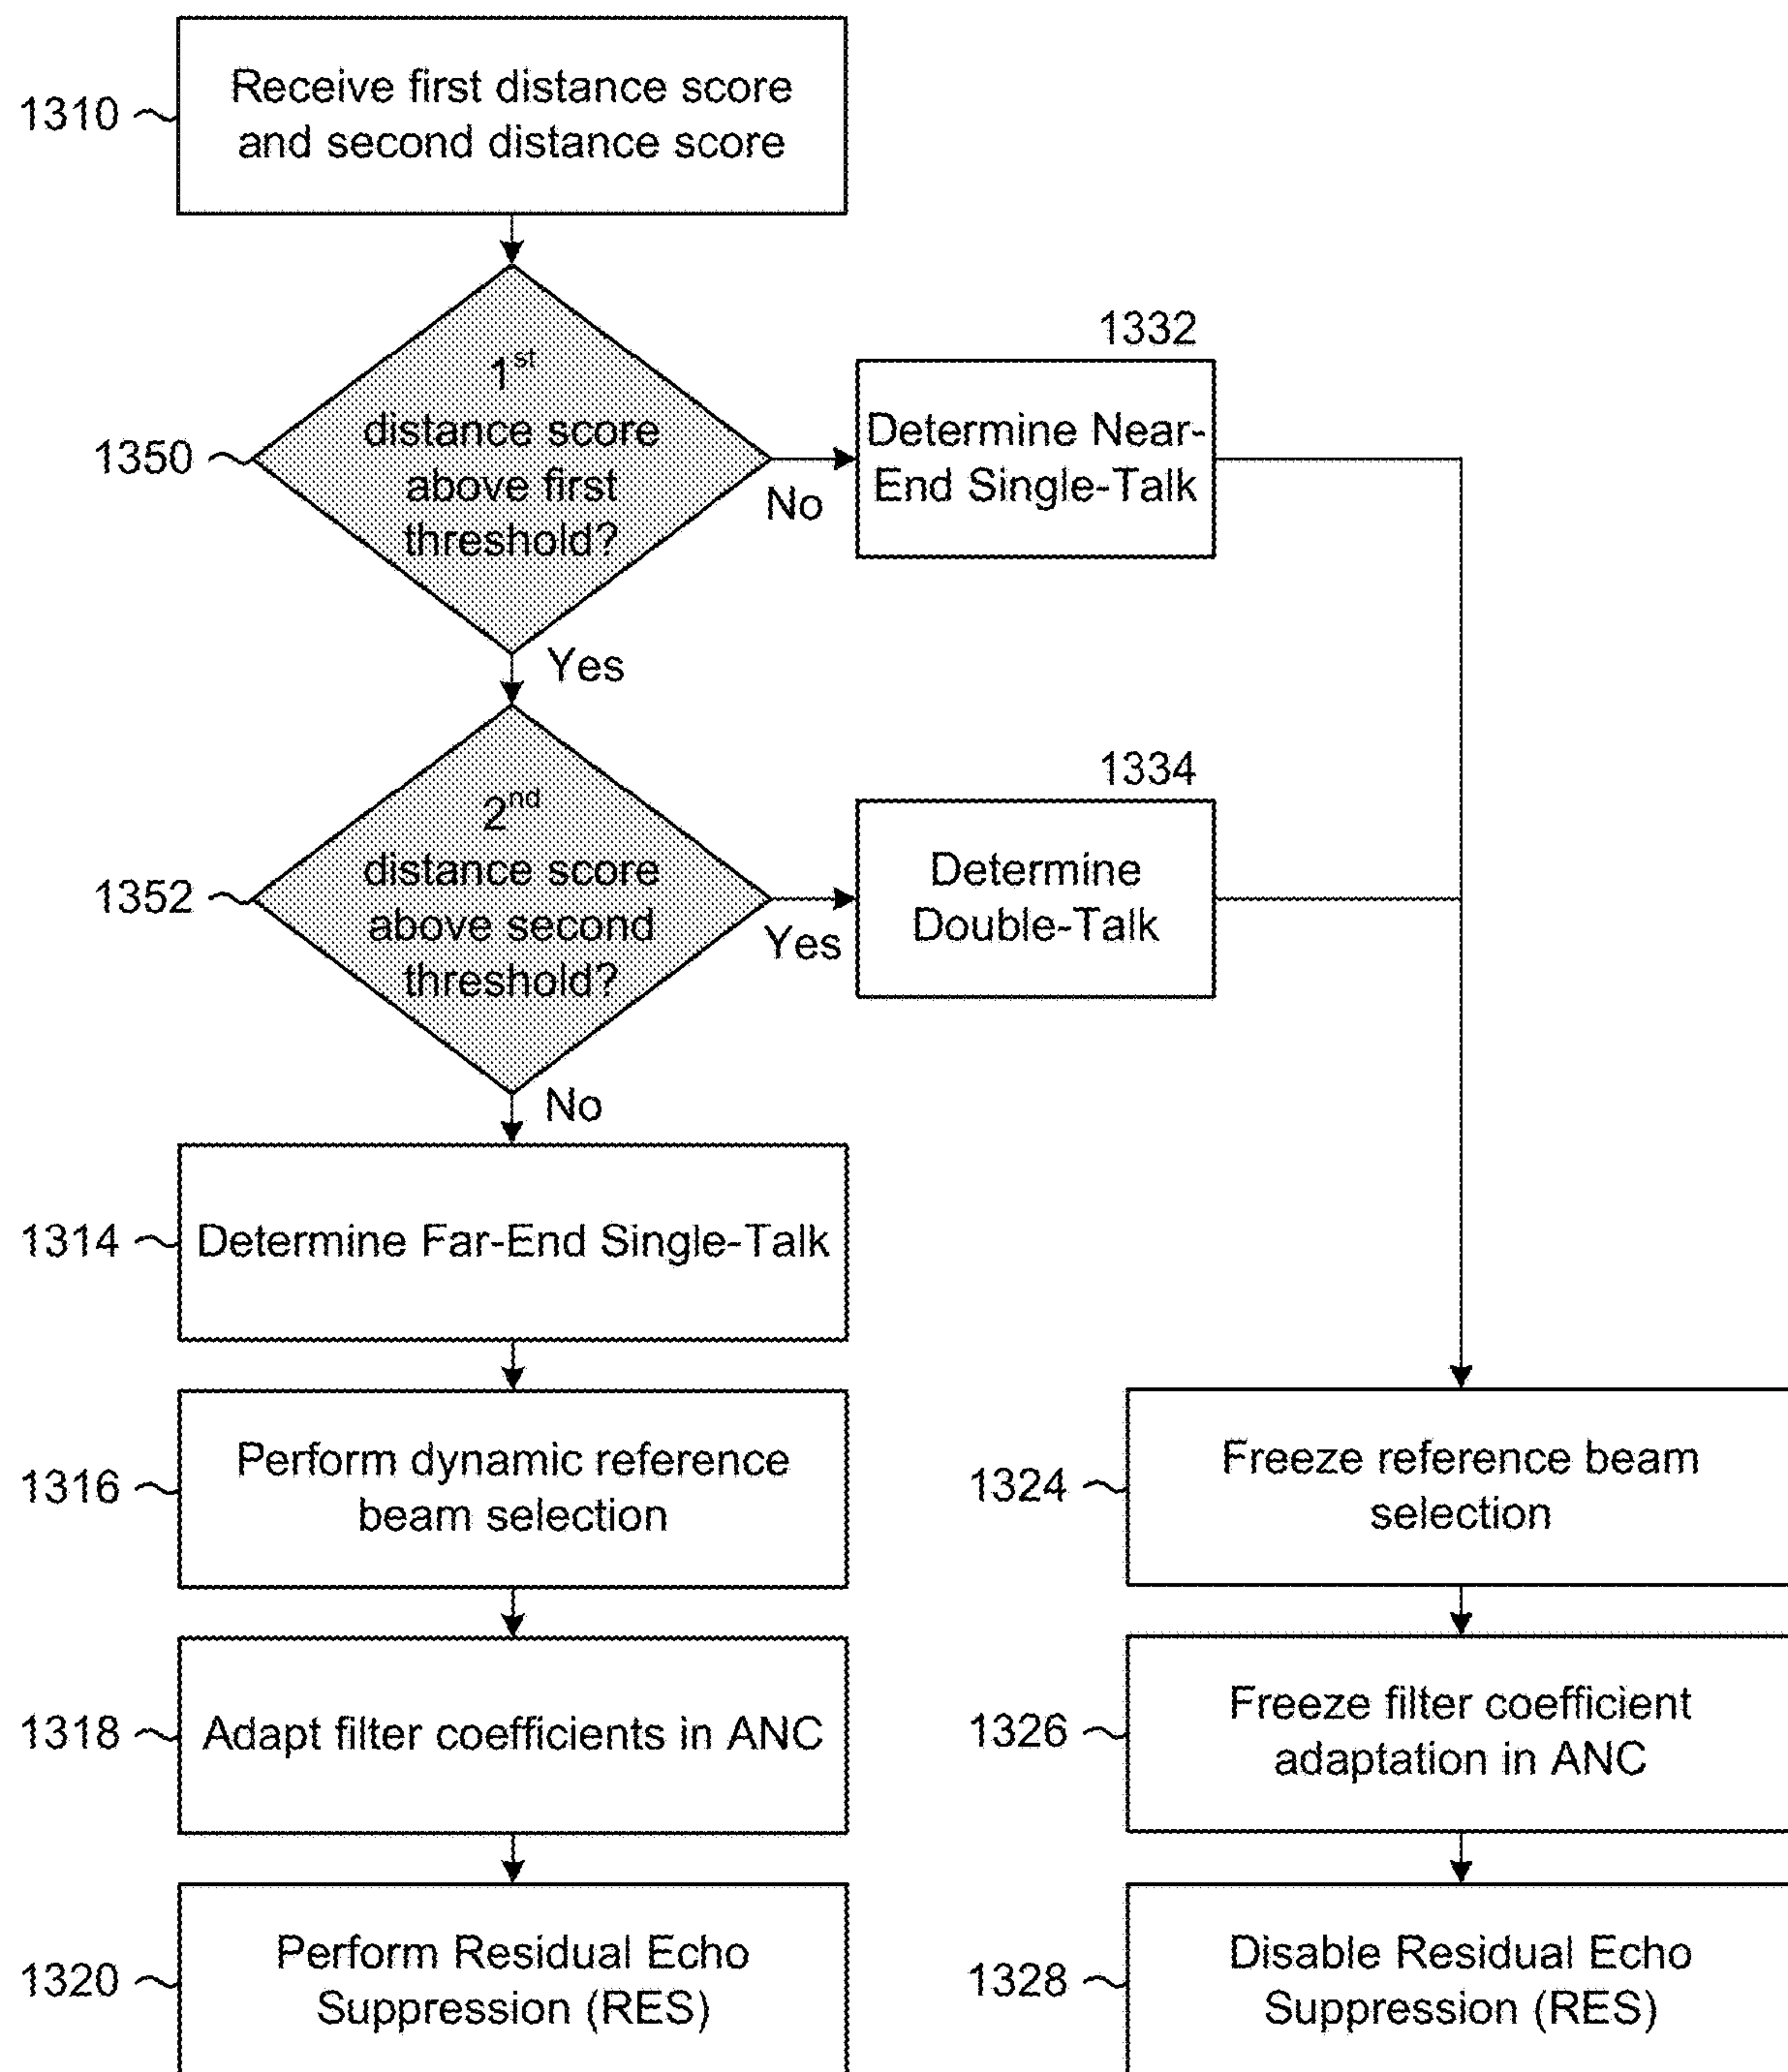 1310
Receive first distance score
and second distance score
1350
1st
distance score
above first
threshold?
No
Yes
1332
Determine Near-
End Single-Talk
1352
2nd
distance score
above second
threshold?
Yes
No
1334
Determine
Double-Talk
1314
Determine Far-End Single-Talk
1316
Perform dynamic reference
beam selection
1318
Adapt filter coefficients in ANC
1320
Perform Residual Echo
Suppression (RES)
1324
Freeze reference beam
selection
1326
Freeze filter coefficient
adaptation in ANC
1328
Disable Residual Echo
Suppression (RES)